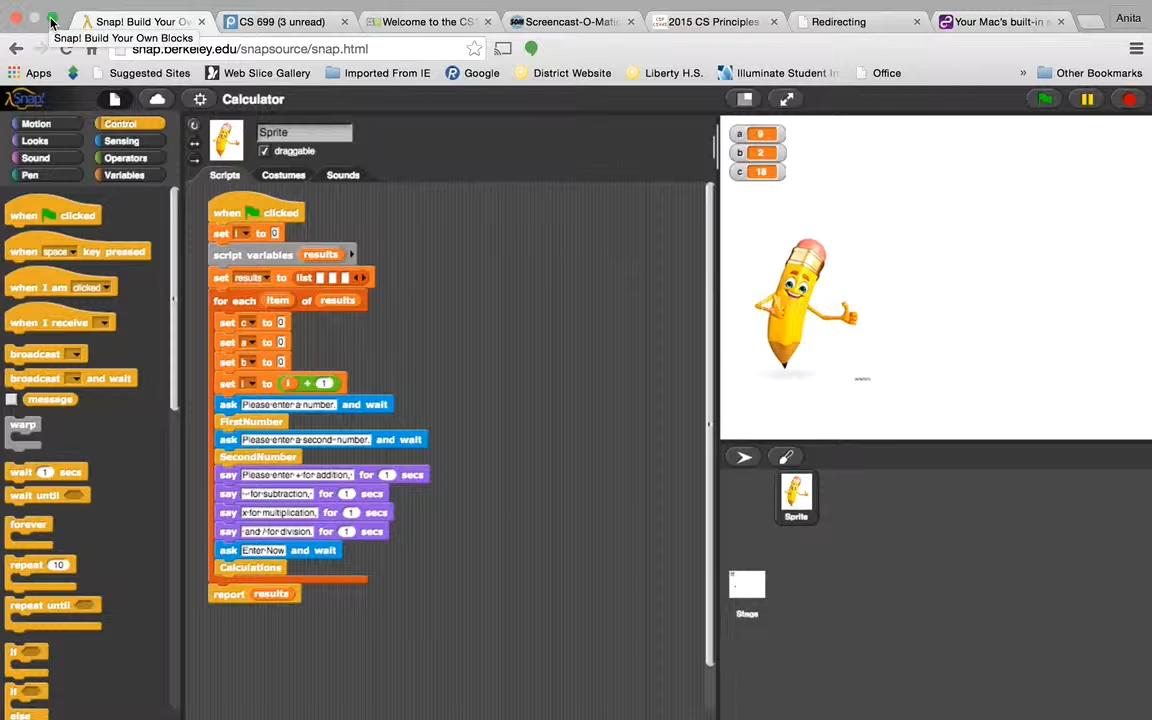 Snap! Build Your Ow
CS 699 (3 unread)
Welcome to the CS
Screencast-O-Matic
2015 CS Principles
Redirecting
Your Mac's built-in
Anita
Snap! Build Your Own Blocks
snap.berkeley.edu/snapsource/snap.html
Apps
Suggested Sites
Web Slice Gallery
Imported From IE
Google
District Website
Liberty H.S.
Illuminate Student In
Office
»
Other Bookmarks
Snap!
Calculator
Motion
Control
Looks
Sensing
Sound
Operators
Pen
Variables
when clicked
when space key pressed
when I am clicked
when I receive
broadcast
broadcast and wait
message
warp
wait 1 secs
wait until
forever
repeat 10
repeat until
if
if
else
Sprite
draggable
Scripts
Costumes
Sounds
when clicked
set i to 0
script variables results
set results to list
for each item of results
set c to 0
set a to 0
set b to 0
set i to i + 1
ask Please enter a number. and wait
FirstNumber
ask Please enter a second number. and wait
SecondNumber
say Please enter + for addition, for 1 secs
say - for subtraction, for 1 secs
say x for multiplication, for 1 secs
say and / for division. for 1 secs
ask Enter Now and wait
Calculations
report results
a 9
b 2
c 18
Sprite
Stage